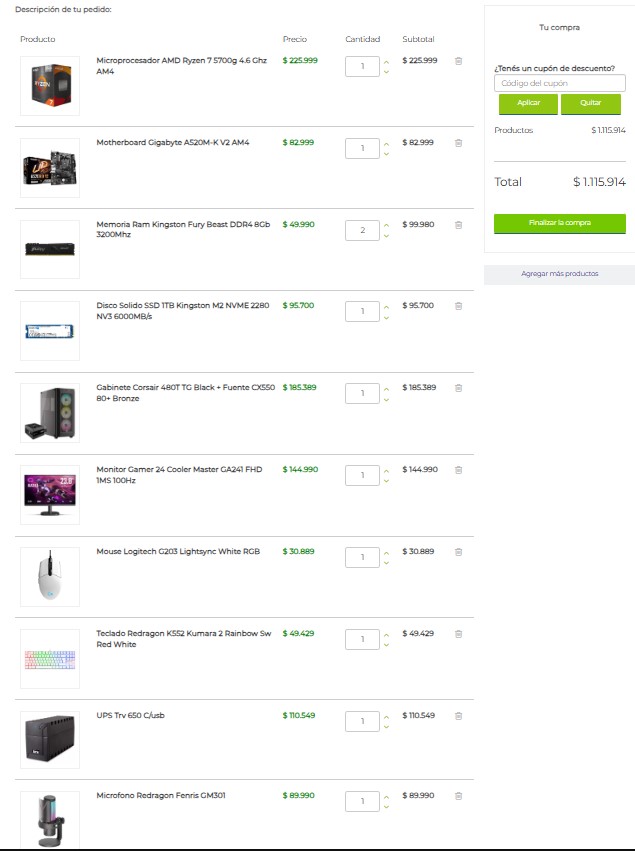 Descripción de tu pedido:
Producto Precio Cantidad Subtotal
Microprocesador AMD Ryzen 7 5700g 4.6 Ghz
AM4
$ 225.999 1 $ 225.999
Motherboard Gigabyte A520M-K V2 AM4 $ 82.999 1 $ 82.999
Memoria Ram Kingston Fury Beast DDR4 8Gb
3200Mhz
$ 49.990 2 $ 99.980
Disco Solido SSD 1TB Kingston M2 NVME 2280
NV3 6000MB/s
$ 95.700 1 $ 95.700
Gabinete Corsair 480T TG Black + Fuente CX550
80+ Bronze
$ 185.389 1 $ 185.389
Monitor Gamer 24 Cooler Master GA241 FHD
1MS 100Hz
$ 144.990 1 $ 144.990
Mouse Logitech G203 Lightsync White RGB $ 30.889 1 $ 30.889
Teclado Redragon K552 Kumara 2 Rainbow Sw
Red White
$ 49.429 1 $ 49.429
UPS Trv 650 C/usb $ 110.549 1 $ 110.549
Microfono Redragon Fenris GM301 $ 89.990 1 $ 89.990
Tu compra
¿Tenés un cupón de descuento?
Código del cupón
Aplicar Quitar
Productos $ 1.115.914
Total $ 1.115.914
Finalizar la compra
Agregar más productos